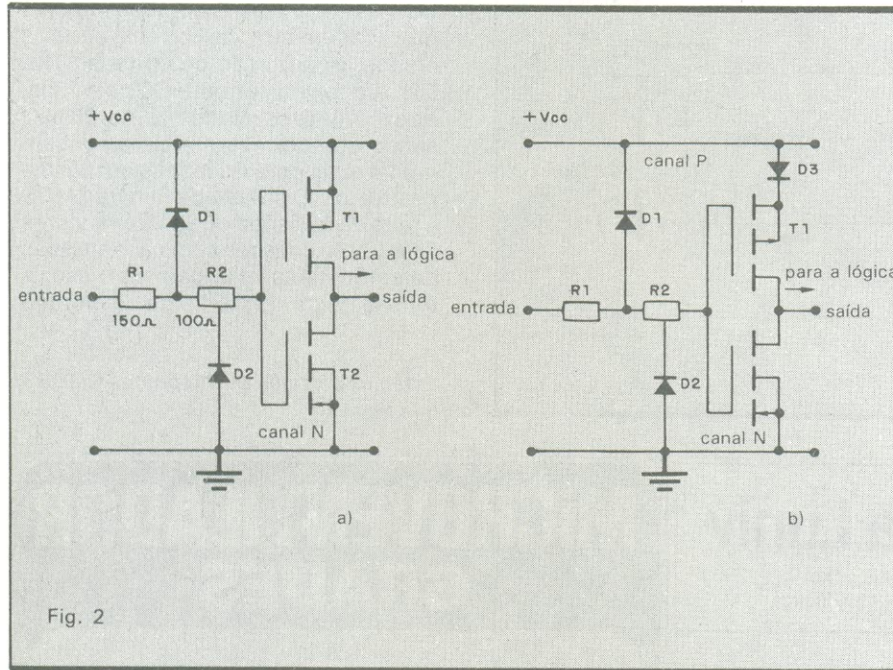 +Vcc
D1
T1
R1
R2
para a lógica
entrada
saída
150Ω
100Ω
D2
T2
canal N
a)
+Vcc
canal P
D3
D1
T1
R1
R2
para a lógica
entrada
saída
D2
canal N
b)
Fig. 2